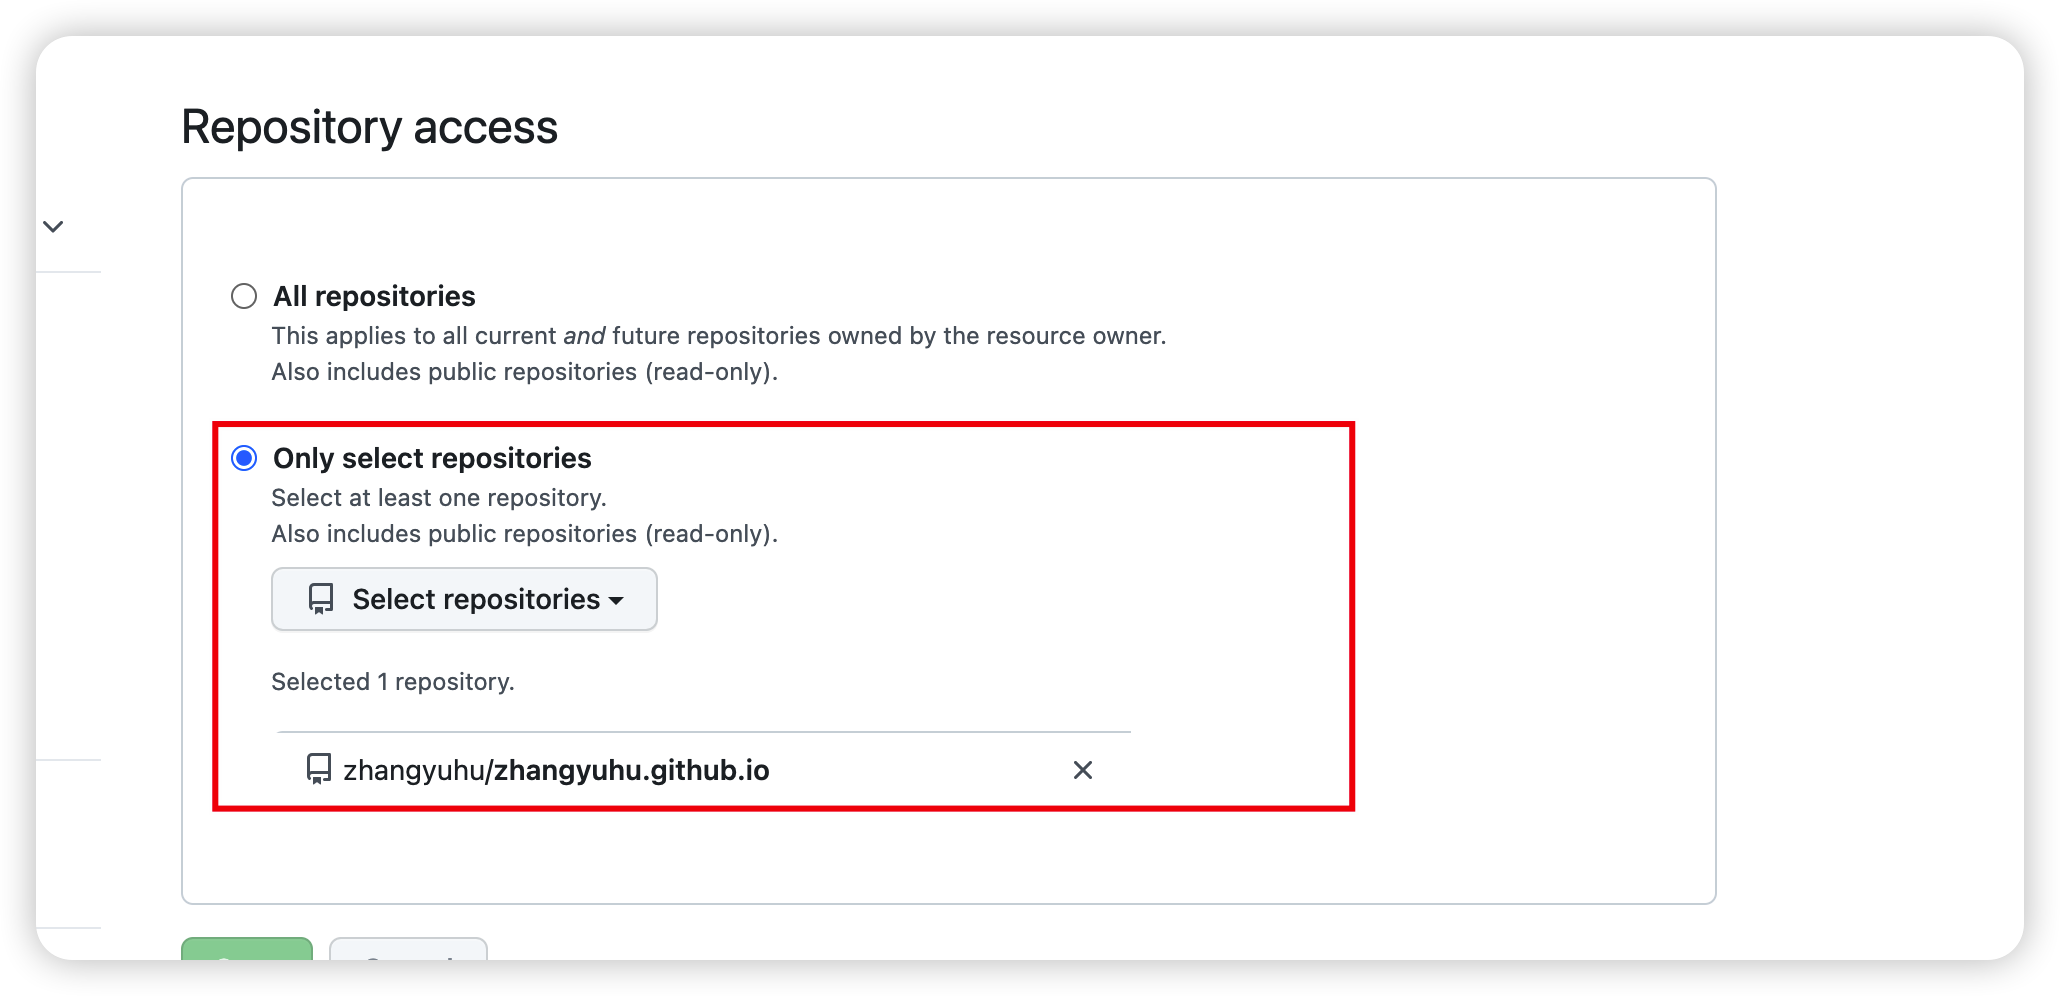 Repository access
All repositories
This applies to all current and future repositories owned by the resource owner.
Also includes public repositories (read-only).
Only select repositories
Select at least one repository.
Also includes public repositories (read-only).
Select repositories
Selected 1 repository.
zhangyuhu/zhangyuhu.github.io